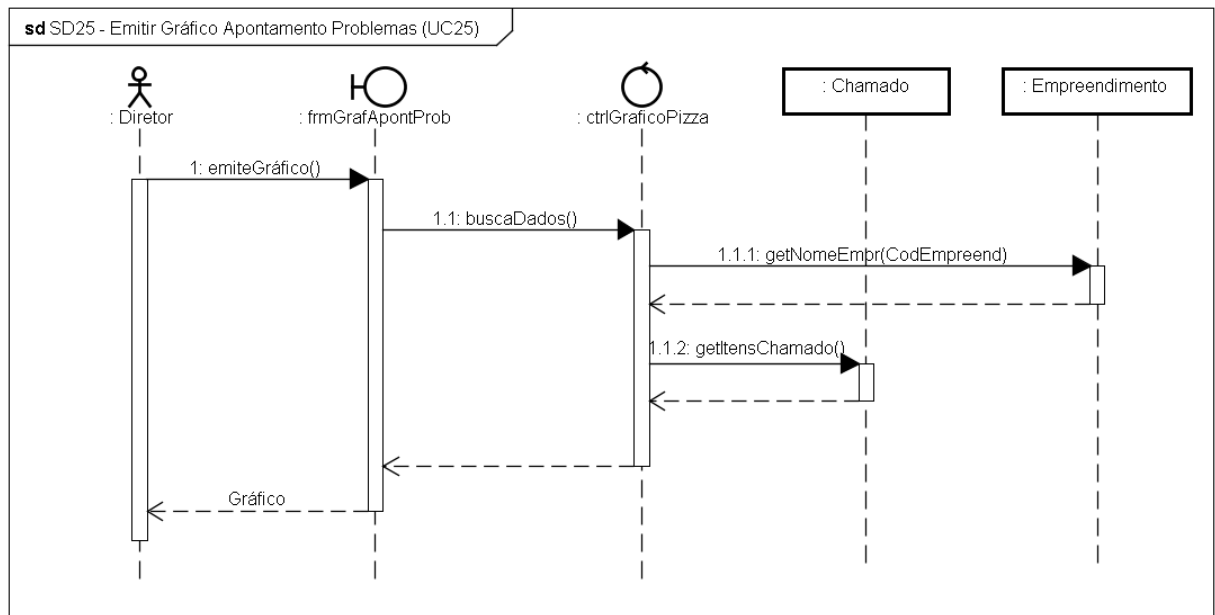 sd SD25 - Emitir Gráfico Apontamento Problemas (UC25)
: Diretor
: frmGrafApontProb
: ctrlGraficoPizza
: Chamado
: Empreendimento
1: emiteGráfico()
1.1: buscaDados()
1.1.1: getNomeEmpr(CodEmpreend)
1.1.2: getItensChamado()
Gráfico